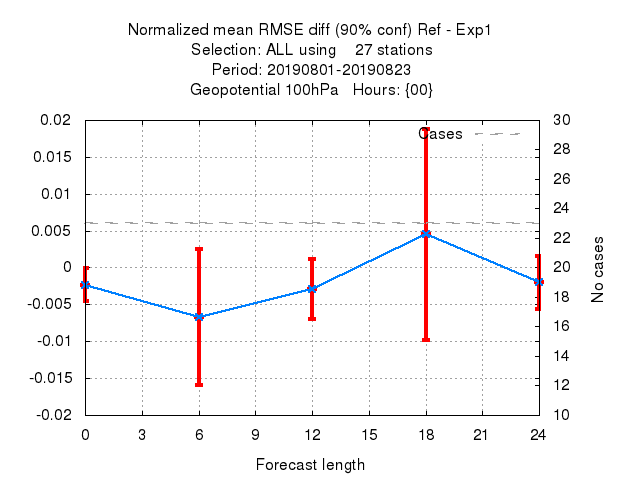 Normalized mean RMSE diff (90% conf) Ref - Exp1
Selection: ALL using 27 stations
Period: 20190801-20190823
Geopotential 100hPa Hours: {00}
Cases
0.02
0.015
0.01
0.005
0
-0.005
-0.01
-0.015
-0.02
30
28
26
24
22
20
18
16
14
12
10
No cases
0 3 6 9 12 15 18 21 24
Forecast length